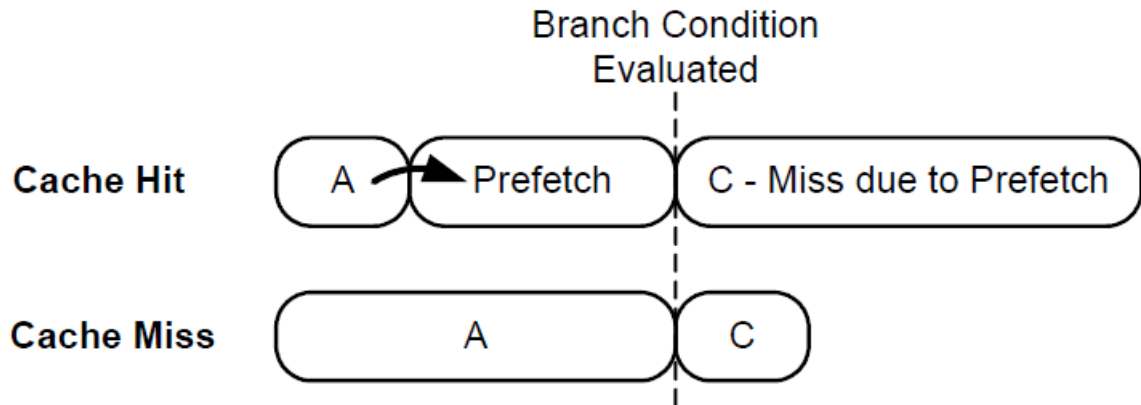 Branch Condition
Evaluated
Cache Hit A Prefetch C - Miss due to Prefetch
Cache Miss A C